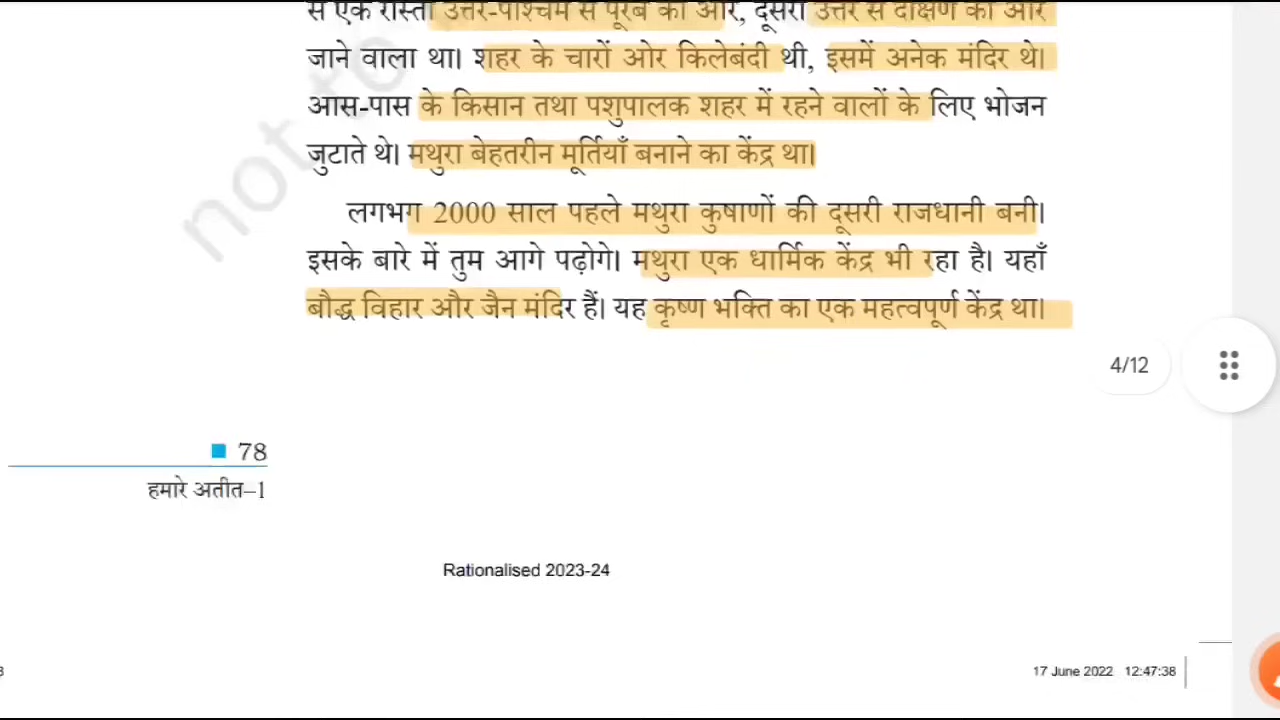 से एक रास्ता उत्तर-पश्चिम से पूरब की ओर, दूसरा उत्तर से दक्षिण की ओर
जाने वाला था। शहर के चारों ओर किलेबंदी थी, इसमें अनेक मंदिर थे।
आस-पास के किसान तथा पशुपालक शहर में रहने वालों के लिए भोजन
जुटाते थे। मथुरा बेहतरीन मूर्तियाँ बनाने का केंद्र था।
लगभग 2000 साल पहले मथुरा कुषाणों की दूसरी राजधानी बनी।
इसके बारे में तुम आगे पढ़ोगे। मथुरा एक धार्मिक केंद्र भी रहा है। यहाँ
बौद्ध विहार और जैन मंदिर हैं। यह कृष्ण भक्ति का एक महत्वपूर्ण केंद्र था।
not to
4/12
■ 78
हमारे अतीत–1
Rationalised 2023-24
17 June 2022 12:47:38